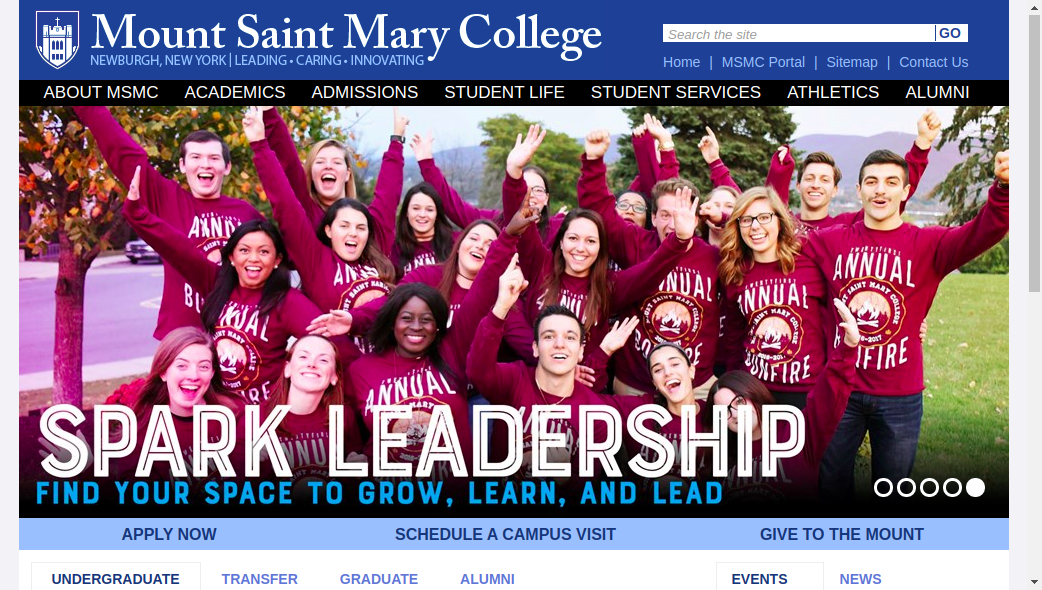 Mount Saint Mary College
NEWBURGH, NEW YORK | LEADING • CARING • INNOVATING
Search the site
GO
Home | MSMC Portal | Sitemap | Contact Us
ABOUT MSMC ACADEMICS ADMISSIONS STUDENT LIFE STUDENT SERVICES ATHLETICS ALUMNI
ANNUAL
SAINT MARY COLLEGE
BONFIRE
SPARK LEADERSHIP
FIND YOUR SPACE TO GROW, LEARN, AND LEAD
APPLY NOW SCHEDULE A CAMPUS VISIT GIVE TO THE MOUNT
UNDERGRADUATE TRANSFER GRADUATE ALUMNI EVENTS NEWS